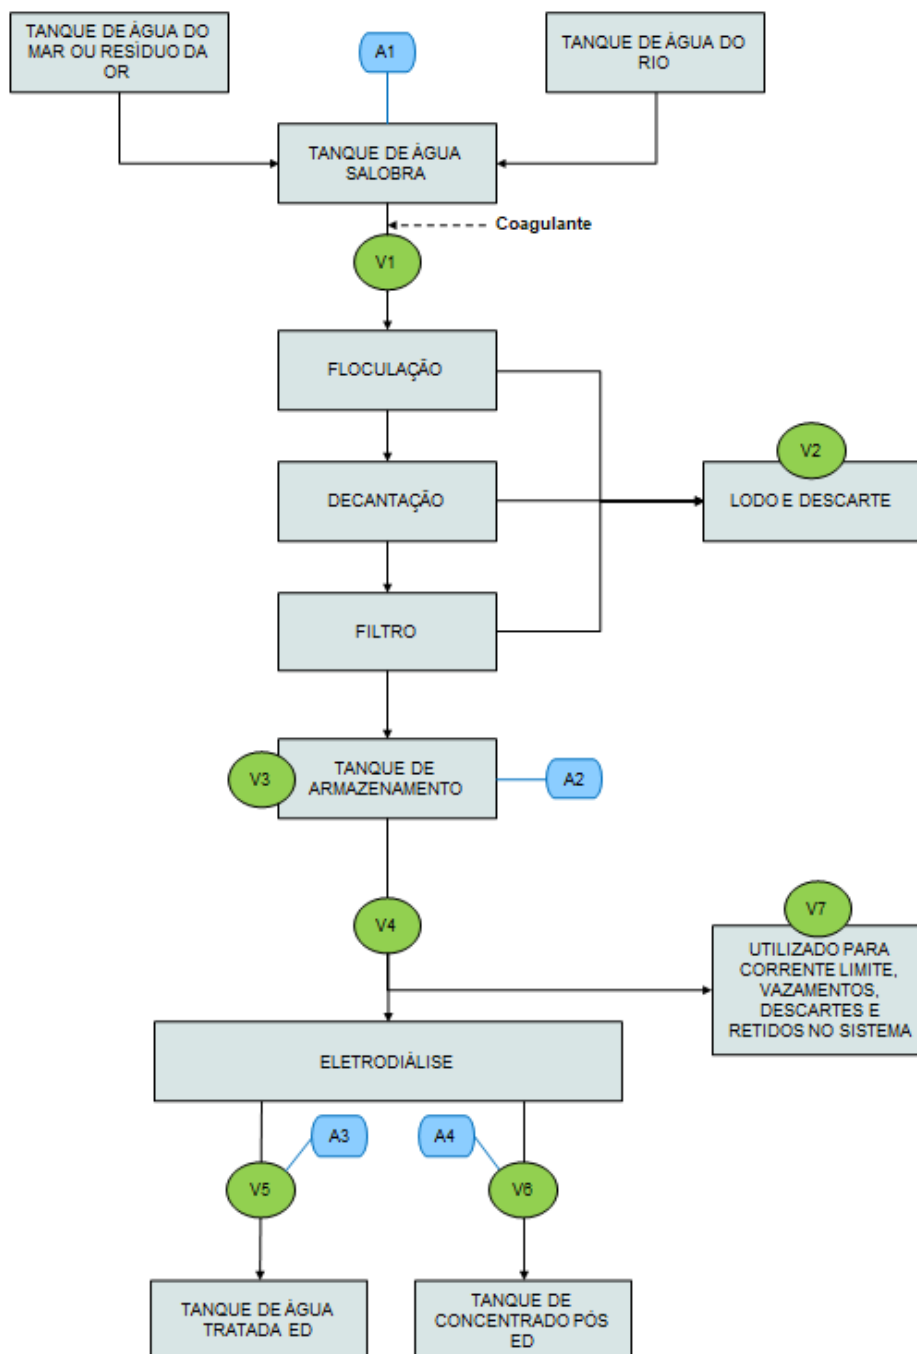 TANQUE DE ÁGUA DO
MAR OU RESÍDUO DA
OR
A1
TANQUE DE ÁGUA DO
RIO
TANQUE DE ÁGUA
SALOBRA
Coagulante
V1
FLOCULAÇÃO
V2
DECANTAÇÃO
LODO E DESCARTE
FILTRO
V3
TANQUE DE
ARMAZENAMENTO
A2
V4
V7
UTILIZADO PARA
CORRENTE LIMITE,
VAZAMENTOS,
DESCARTES E
RETIDOS NO SISTEMA
ELETRODIÁLISE
A3
A4
V5
V6
TANQUE DE ÁGUA
TRATADA ED
TANQUE DE
CONCENTRADO PÓS
ED